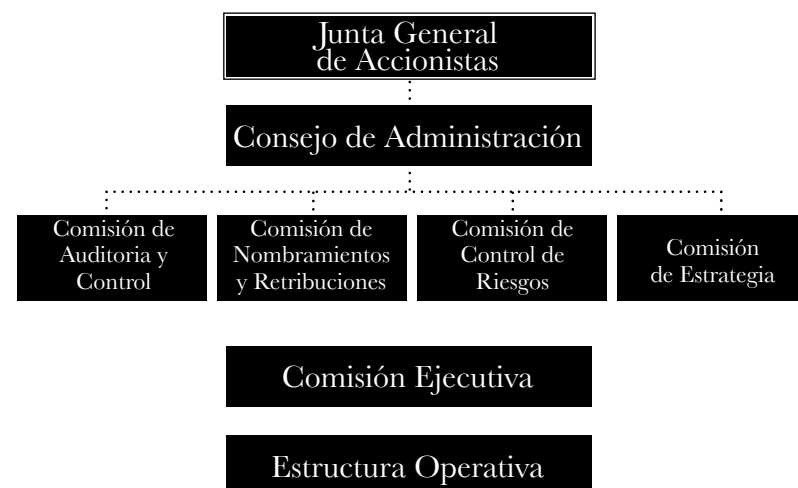 Junta General
de Accionistas
Consejo de Administración
Comisión de
Auditoria y
Control
Comisión de
Nombramientos
y Retribuciones
Comisión de
Control de
Riesgos
Comisión
de Estrategia
Comisión Ejecutiva
Estructura Operativa